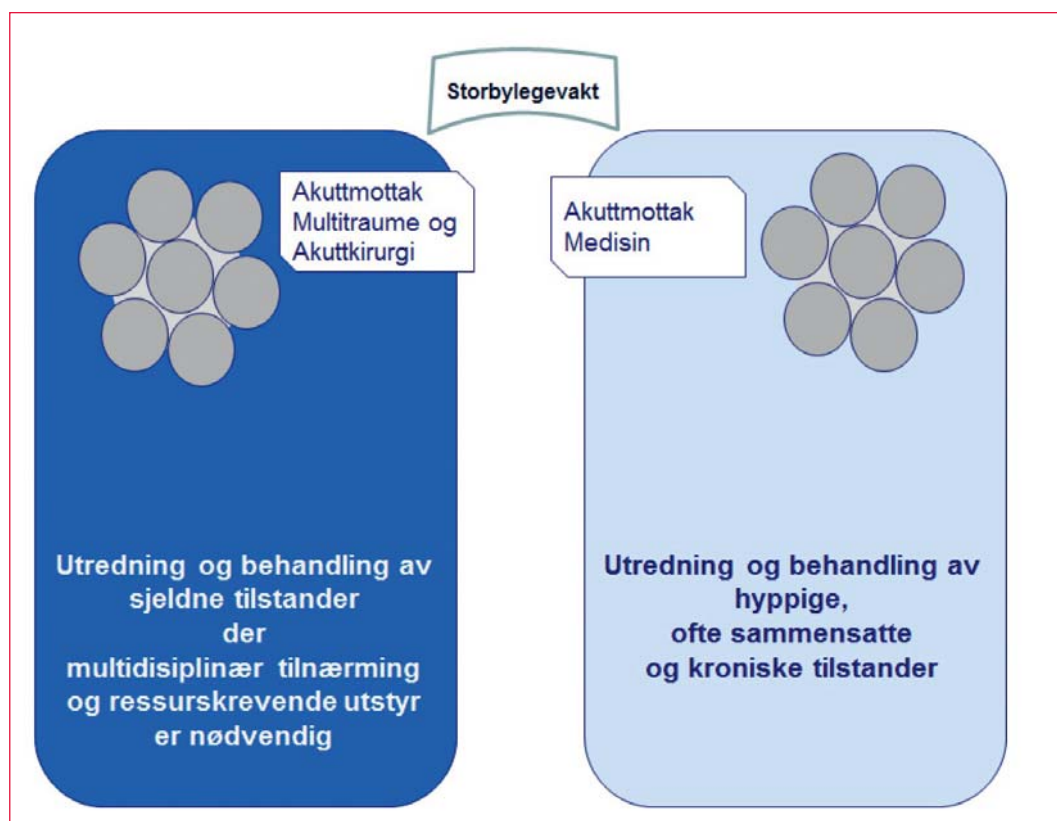 Storbylegevakt
Akuttmottak
Multitraume og
Akuttkirurgi
Utredning og behandling av
sjeldne tilstander
der
multidisiplinær tilnærming
og ressurskrevende utstyr
er nødvendig
Akuttmottak
Medisin
Utredning og behandling av
hyppige,
ofte sammensatte
og kroniske tilstander